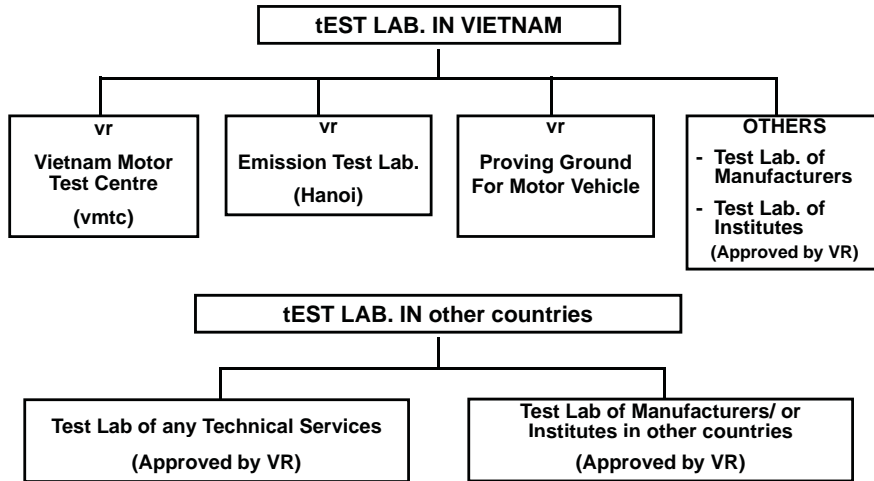 tEST LAB. IN VIETNAM
vr
Vietnam Motor
Test Centre
(vmtc)
vr
Emission Test Lab.
(Hanoi)
vr
Proving Ground
For Motor Vehicle
OTHERS
- Test Lab. of
Manufacturers
- Test Lab. of
Institutes
(Approved by VR)
tEST LAB. IN other countries
Test Lab of any Technical Services
(Approved by VR)
Test Lab of Manufacturers/ or
Institutes in other countries
(Approved by VR)